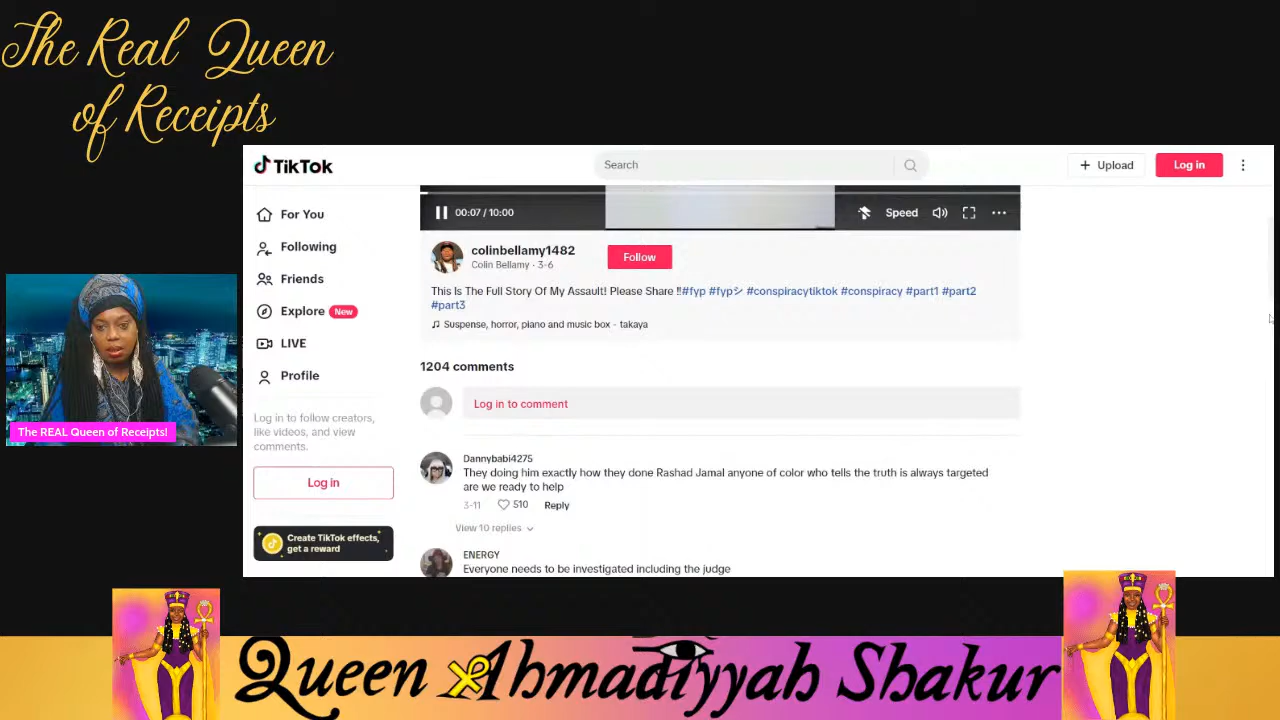 The Real Queen
of Receipts
TikTok
Search
Upload
Log in
For You
Following
Friends
Explore New
LIVE
Profile
Log in to follow creators,
like videos, and view
comments.
Log in
Create TikTok effects,
get a reward
00:07 / 10:00
Speed
colinbellamy1482
Colin Bellamy · 3-6
Follow
This Is The Full Story Of My Assault! Please Share ‼#fyp #fypシ #conspiracytiktok #conspiracy #part1 #part2
#part3
♫ Suspense, horror, piano and music box - takaya
1204 comments
Log in to comment
Dannybabi4275
They doing him exactly how they done Rashad Jamal anyone of color who tells the truth is always targeted
are we ready to help
3-11 510 Reply
View 10 replies
ENERGY
Everyone needs to be investigated including the judge
The REAL Queen of Receipts!
Queen Ahmadiyyah Shakur